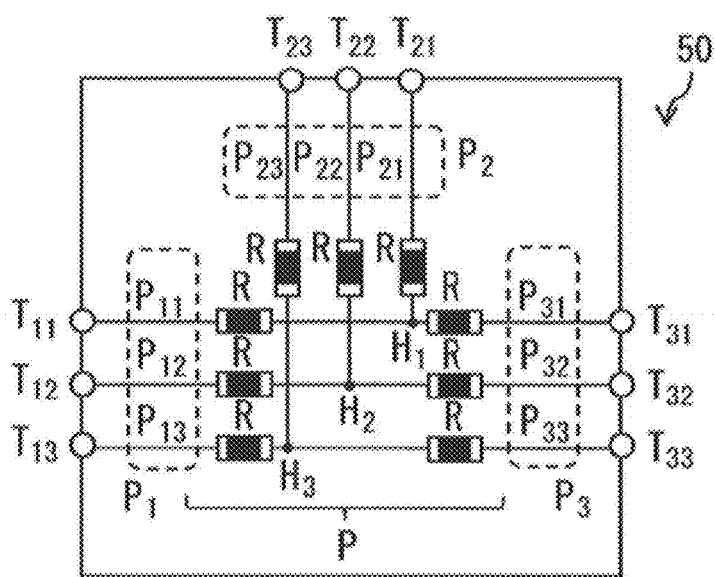 T23 T22 T21
50
P23 P22 P21 P2
R R R
T11 P11 R R P31 T31
H1
T12 P12 R R P32 T32
H2
T13 P13 R R P33 T33
H3
P1 P3
P